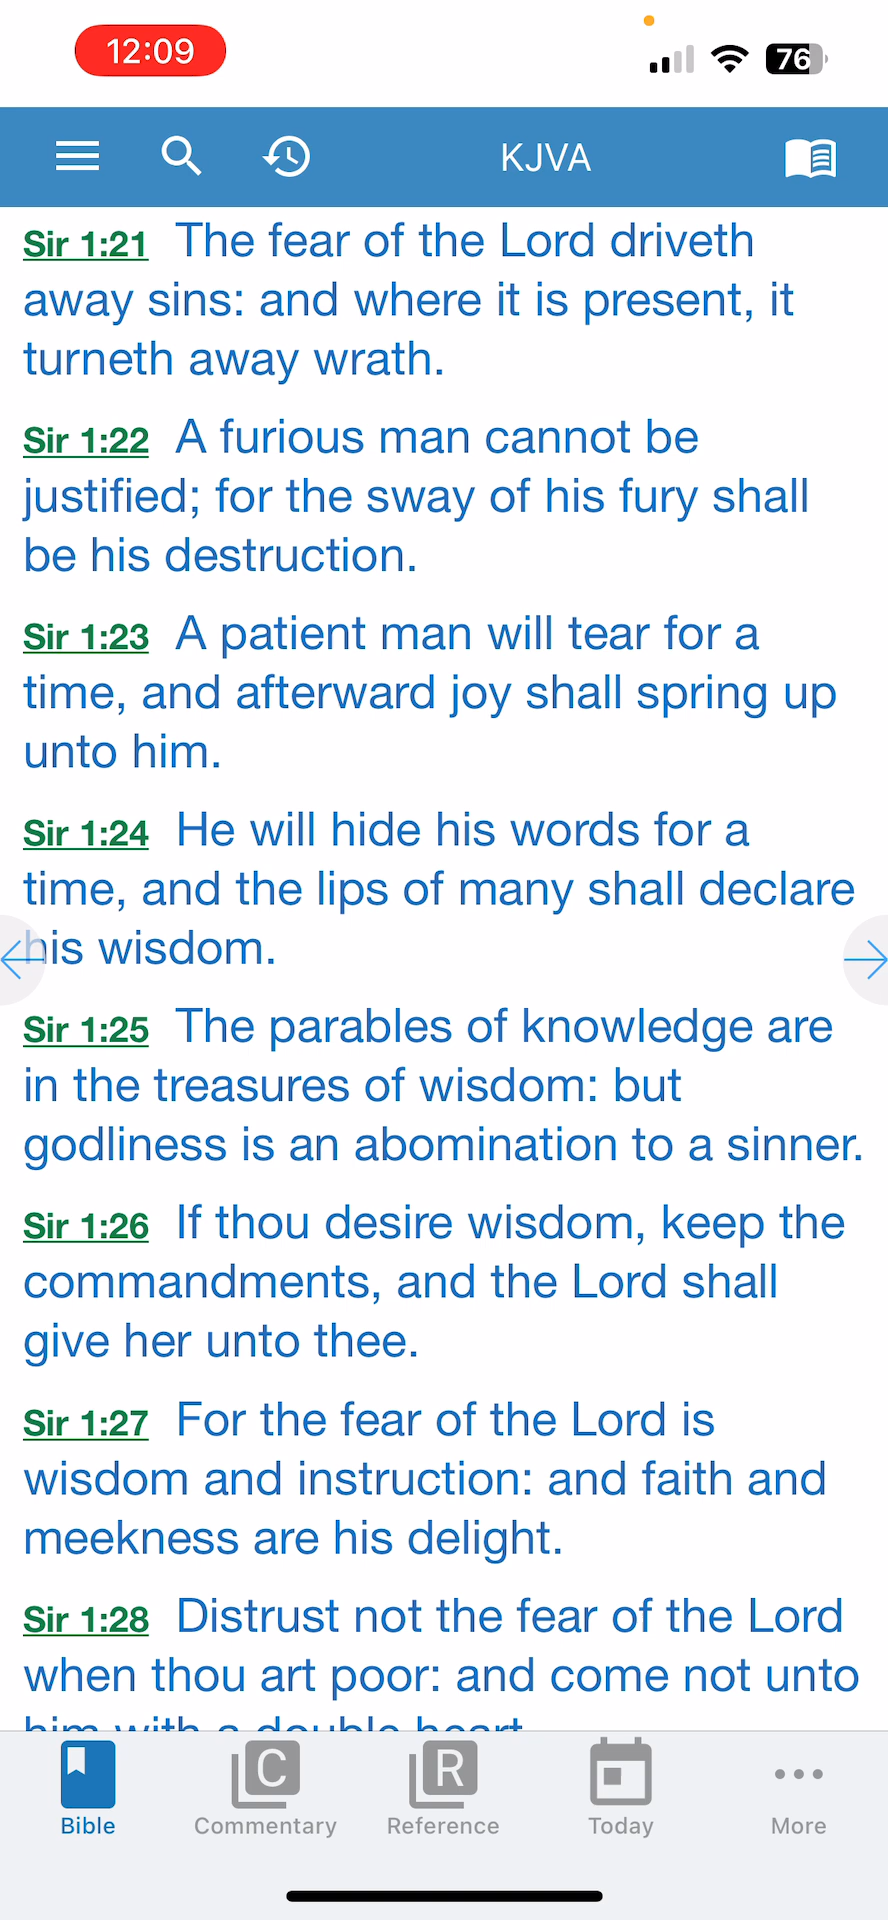 12:09
76
KJVA
Sir 1:21 The fear of the Lord driveth
away sins: and where it is present, it
turneth away wrath.
Sir 1:22 A furious man cannot be
justified; for the sway of his fury shall
be his destruction.
Sir 1:23 A patient man will tear for a
time, and afterward joy shall spring up
unto him.
Sir 1:24 He will hide his words for a
time, and the lips of many shall declare
his wisdom.
Sir 1:25 The parables of knowledge are
in the treasures of wisdom: but
godliness is an abomination to a sinner.
Sir 1:26 If thou desire wisdom, keep the
commandments, and the Lord shall
give her unto thee.
Sir 1:27 For the fear of the Lord is
wisdom and instruction: and faith and
meekness are his delight.
Sir 1:28 Distrust not the fear of the Lord
when thou art poor: and come not unto
him with a double heart.
C
R
Bible
Commentary
Reference
Today
More